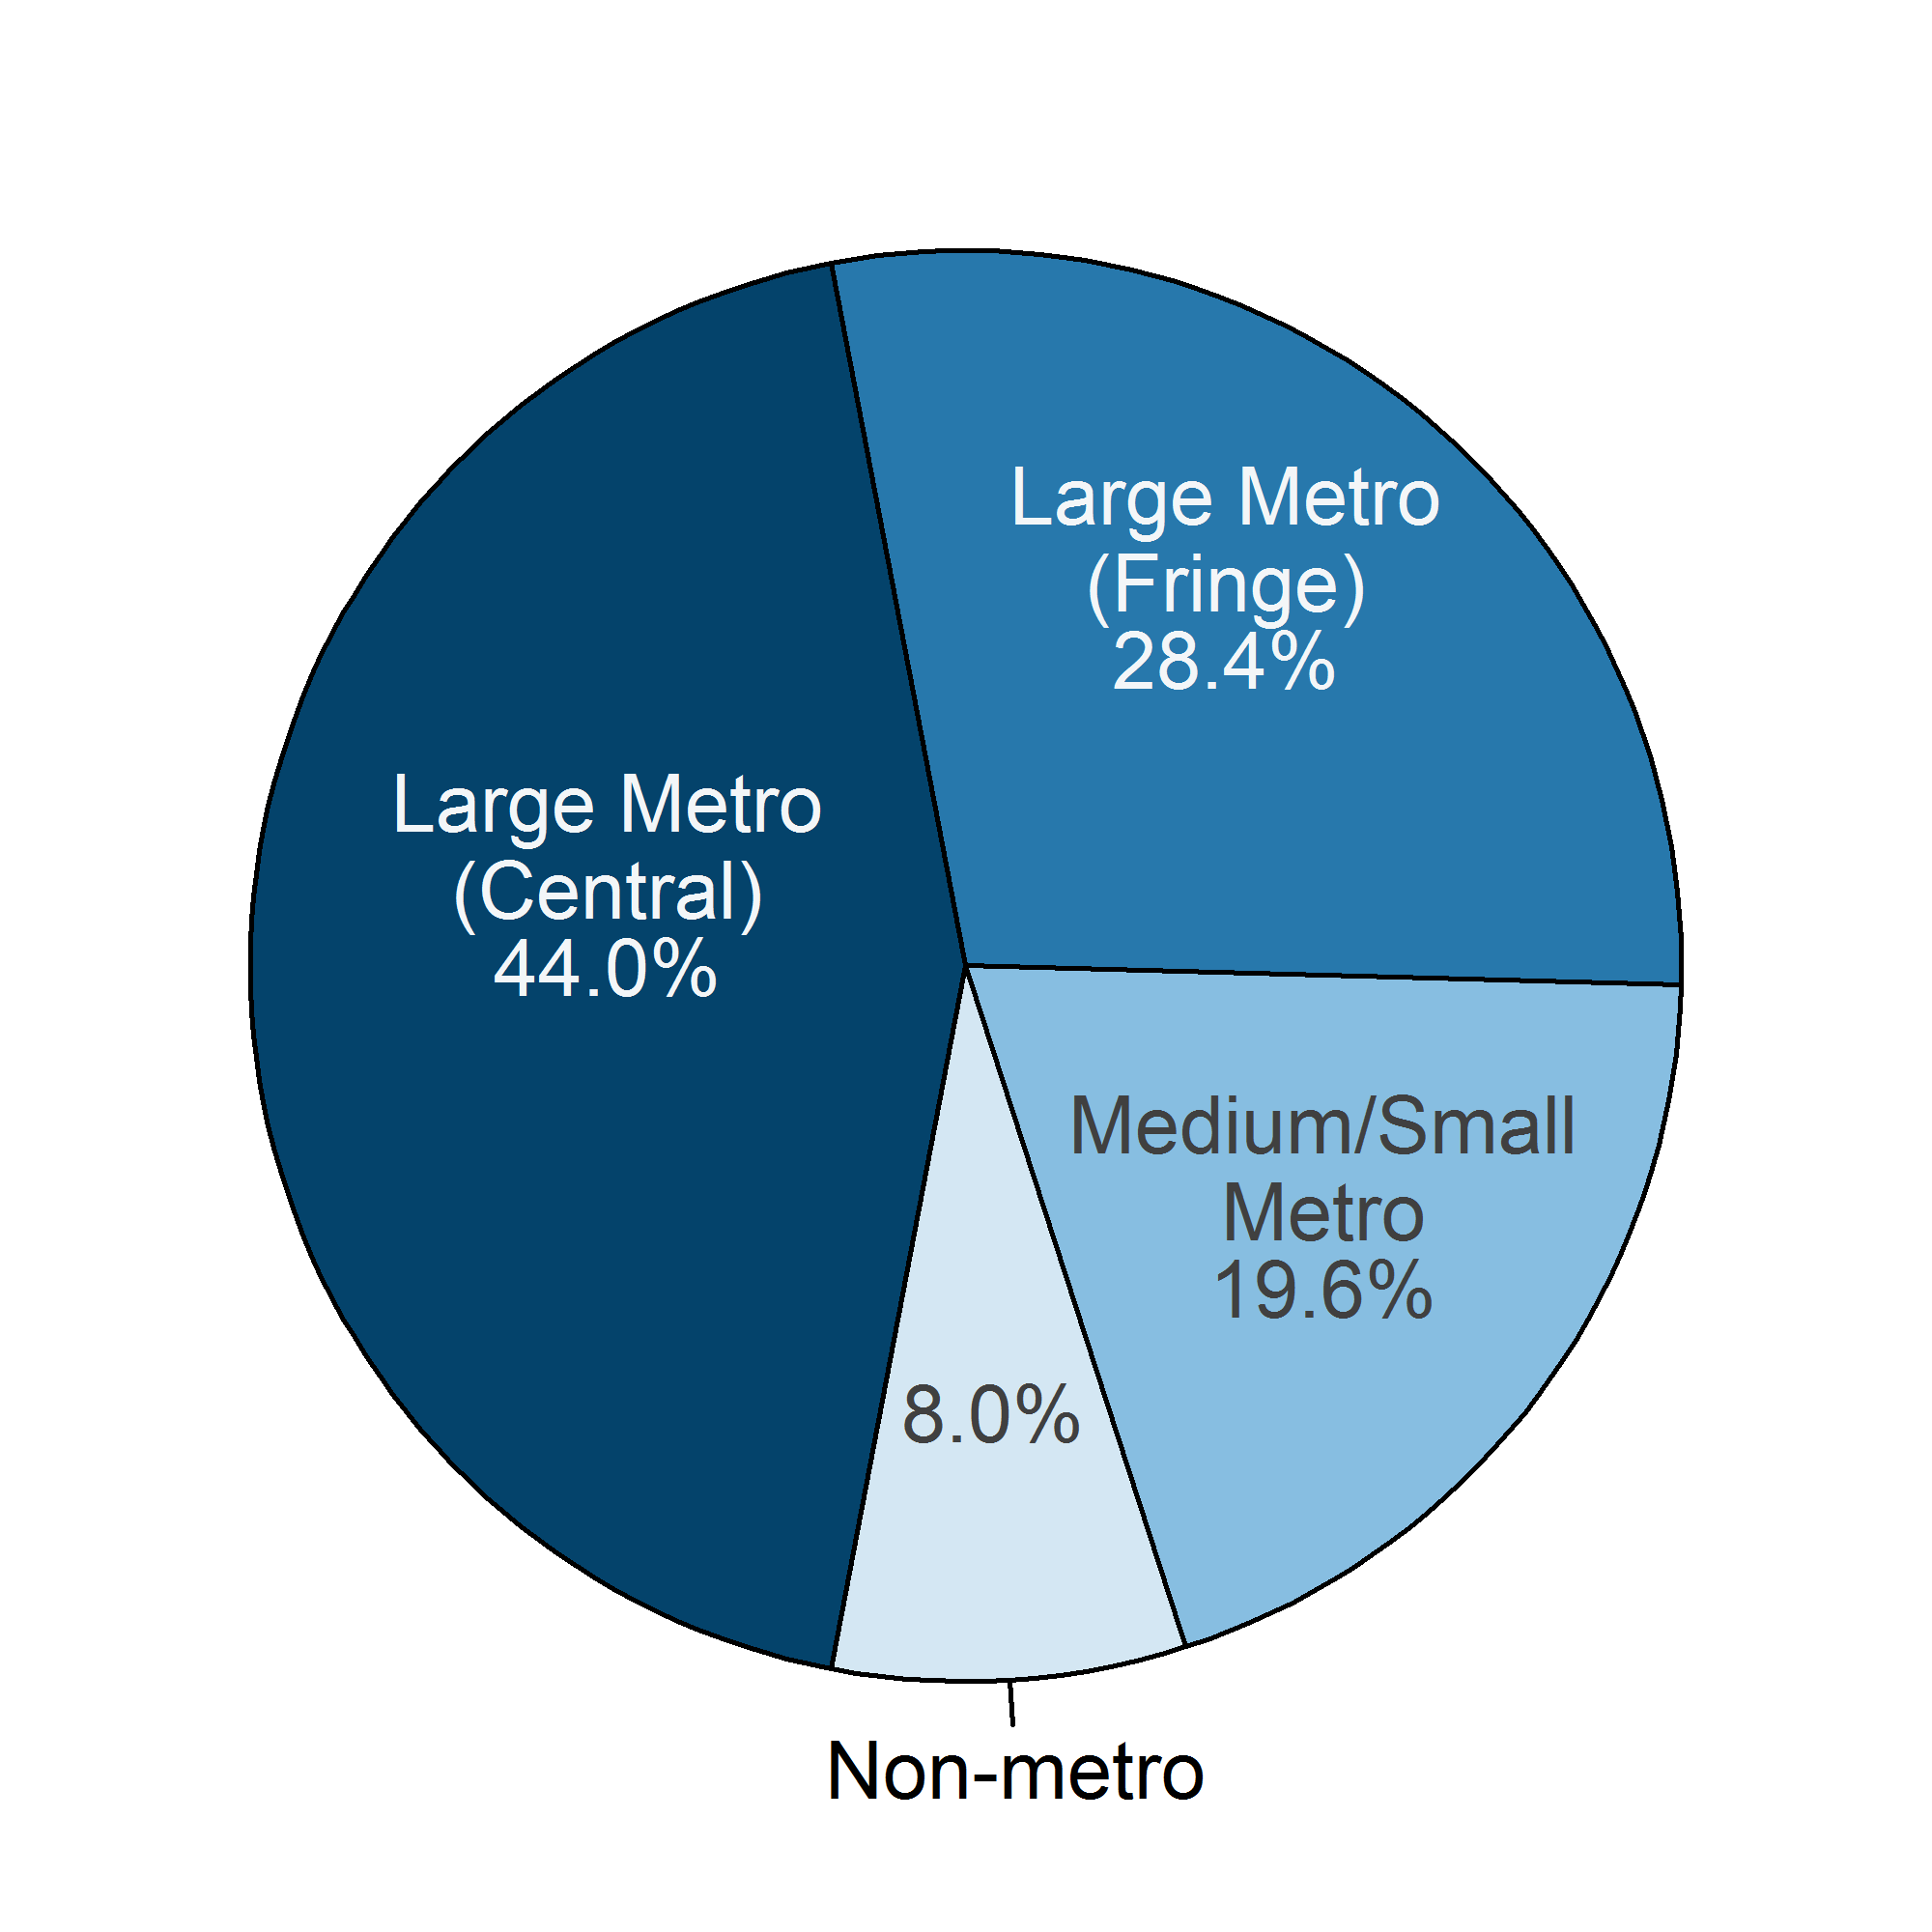 Large Metro
(Fringe)
28.4%
Large Metro
(Central)
44.0%
Medium/Small
Metro
19.6%
8.0%
Non-metro